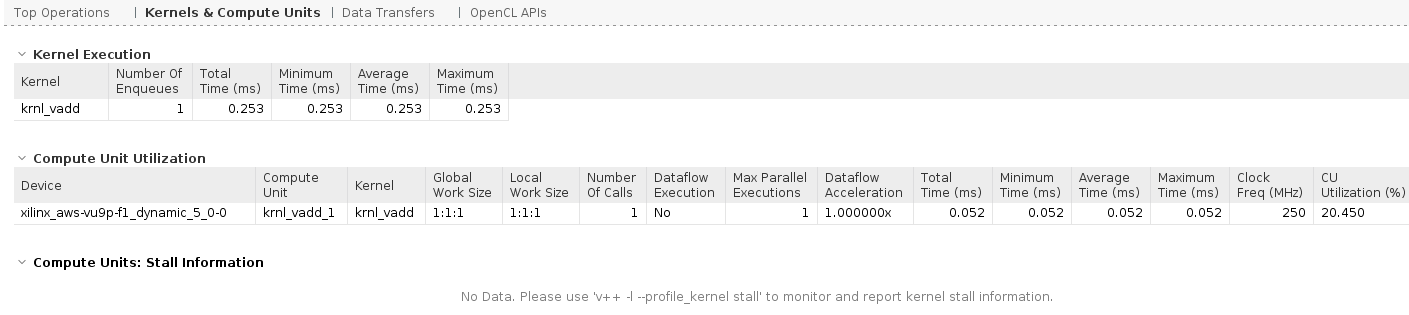 Top Operations | Kernels & Compute Units | Data Transfers | OpenCL APIs
Kernel Execution
Kernel Number Of Enqueues Total Time (ms) Minimum Time (ms) Average Time (ms) Maximum Time (ms)
krnl_vadd 1 0.253 0.253 0.253 0.253
Compute Unit Utilization
Device Compute Unit Kernel Global Work Size Local Work Size Number Of Calls Dataflow Execution Max Parallel Executions Dataflow Acceleration Total Time (ms) Minimum Time (ms) Average Time (ms) Maximum Time (ms) Clock Freq (MHz) CU Utilization (%)
xilinx_aws-vu9p-f1_dynamic_5_0-0 krnl_vadd_1 krnl_vadd 1:1:1 1:1:1 1 No 1 1.000000x 0.052 0.052 0.052 0.052 250 20.450
Compute Units: Stall Information
No Data. Please use 'v++ -l --profile_kernel stall' to monitor and report kernel stall information.